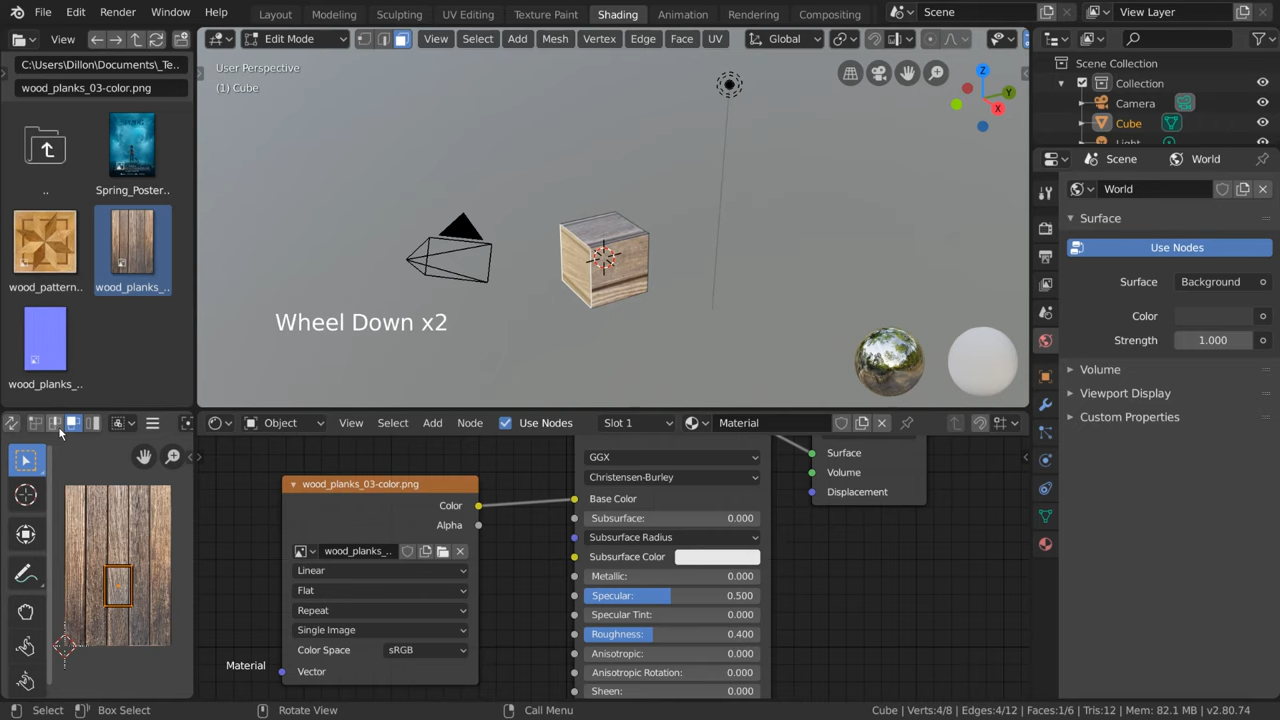 File Edit Render Window Help Layout Modeling Sculpting UV Editing Texture Paint Shading Animation Rendering Compositing Scene View Layer
View Edit Mode View Select Add Mesh Vertex Edge Face UV Global
C:\Users\Dillon\Documents\_Te..
wood_planks_03-color.png
User Perspective
(1) Cube
Z
Y
X
..
Spring_Poster..
wood_pattern..
wood_planks_..
wood_planks_..
Wheel Down x2
Scene Collection
Collection
Camera
Cube
Light
Scene World
World
Surface
Use Nodes
Surface Background
Color
Strength 1.000
Volume
Viewport Display
Custom Properties
Object View Select Add Node Use Nodes Slot 1 Material
wood_planks_03-color.png
Color
Alpha
wood_planks_..
Linear
Flat
Repeat
Single Image
Color Space sRGB
Vector
Material
GGX
Christensen-Burley
Base Color
Subsurface: 0.000
Subsurface Radius
Subsurface Color
Metallic: 0.000
Specular: 0.500
Specular Tint: 0.000
Roughness: 0.400
Anisotropic: 0.000
Anisotropic Rotation: 0.000
Sheen: 0.000
Surface
Volume
Displacement
Select Box Select Rotate View Call Menu Cube | Verts:4/8 | Edges:4/12 | Faces:1/6 | Tris:12 | Mem: 82.1 MB | v2.80.74